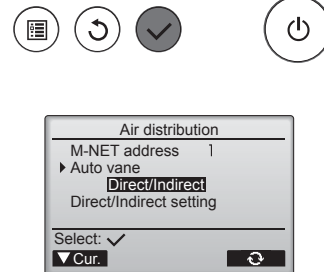 Air distribution
M-NET address 1
Auto vane
Direct/Indirect
Direct/Indirect setting
Select:
Cur.